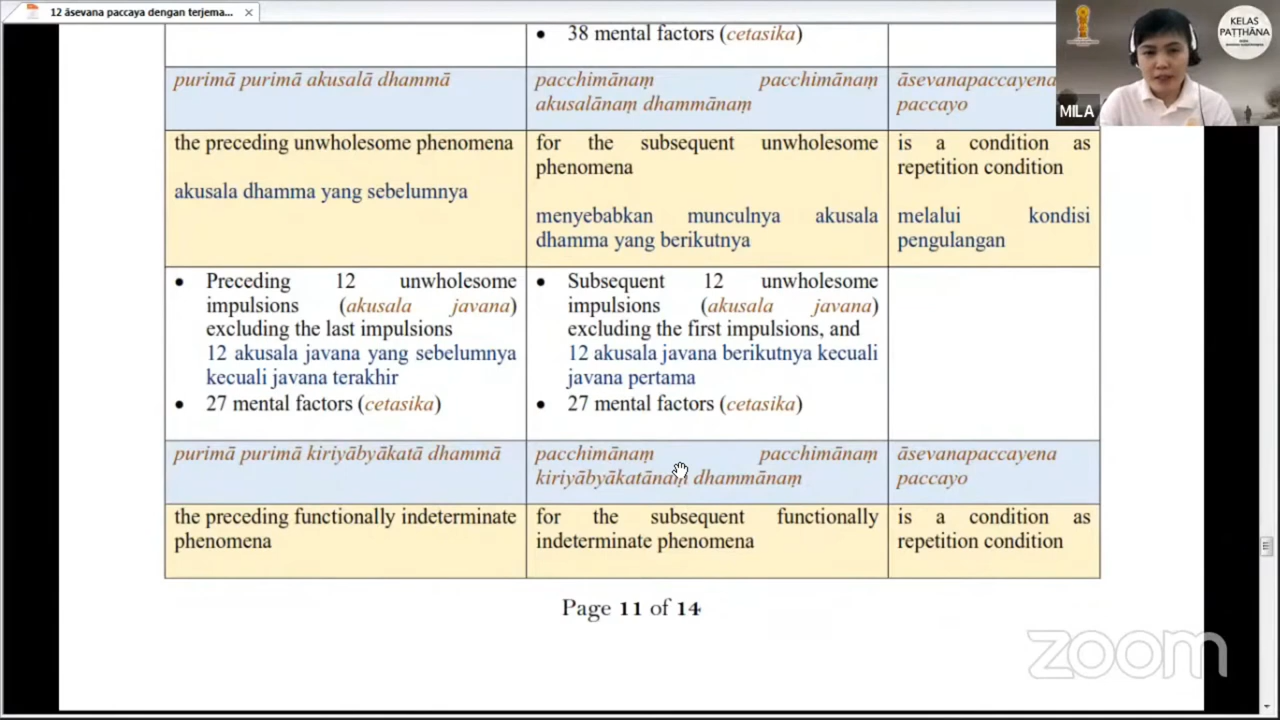 12 āsevana paccaya dengan terjema...
KELAS
PAṬṬHĀNA
MILA
• 38 mental factors (cetasika)
purimā purimā akusalā dhammā
pacchimānaṃ pacchimānaṃ
akusalānaṃ dhammānaṃ
āsevanapaccayena
paccayo
the preceding unwholesome phenomena
akusala dhamma yang sebelumnya
for the subsequent unwholesome
phenomena
menyebabkan munculnya akusala
dhamma yang berikutnya
is a condition as
repetition condition
melalui kondisi
pengulangan
• Preceding 12 unwholesome
impulsions (akusala javana)
excluding the last impulsions
12 akusala javana yang sebelumnya
kecuali javana terakhir
• 27 mental factors (cetasika)
• Subsequent 12 unwholesome
impulsions (akusala javana)
excluding the first impulsions, and
12 akusala javana berikutnya kecuali
javana pertama
• 27 mental factors (cetasika)
purimā purimā kiriyābyākatā dhammā
pacchimānaṃ pacchimānaṃ
kiriyābyākatānaṃ dhammānaṃ
āsevanapaccayena
paccayo
the preceding functionally indeterminate
phenomena
for the subsequent functionally
indeterminate phenomena
is a condition as
repetition condition
Page 11 of 14
zoom